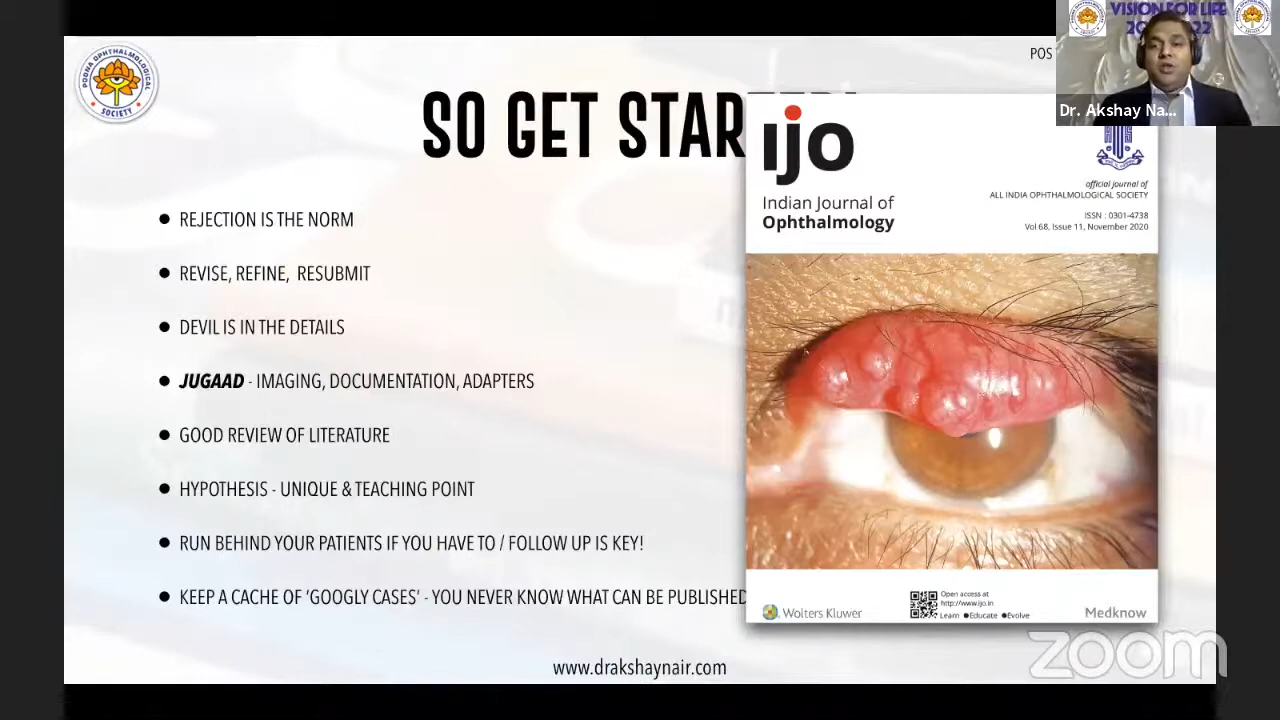 VISION FOR LIFE
POONA OPHTHALMOLOGICAL
SOCIETY
POS
Dr. Akshay Na...
SO GET STAR
ijo
Indian Journal of
Ophthalmology
official journal of
ALL INDIA OPHTHALMOLOGICAL SOCIETY
ISSN : 0301-4738
Vol 68, Issue 11, November 2020
● REJECTION IS THE NORM
● REVISE, REFINE, RESUBMIT
● DEVIL IS IN THE DETAILS
● JUGAAD - IMAGING, DOCUMENTATION, ADAPTERS
● GOOD REVIEW OF LITERATURE
● HYPOTHESIS - UNIQUE & TEACHING POINT
● RUN BEHIND YOUR PATIENTS IF YOU HAVE TO / FOLLOW UP IS KEY!
● KEEP A CACHE OF ‘GOOGLY CASES’ - YOU NEVER KNOW WHAT CAN BE PUBLISHED
Wolters Kluwer
Open access at
http://www.ijo.in
Learn ●Educate ●Evolve
Medknow
zoom
www.drakshaynair.com